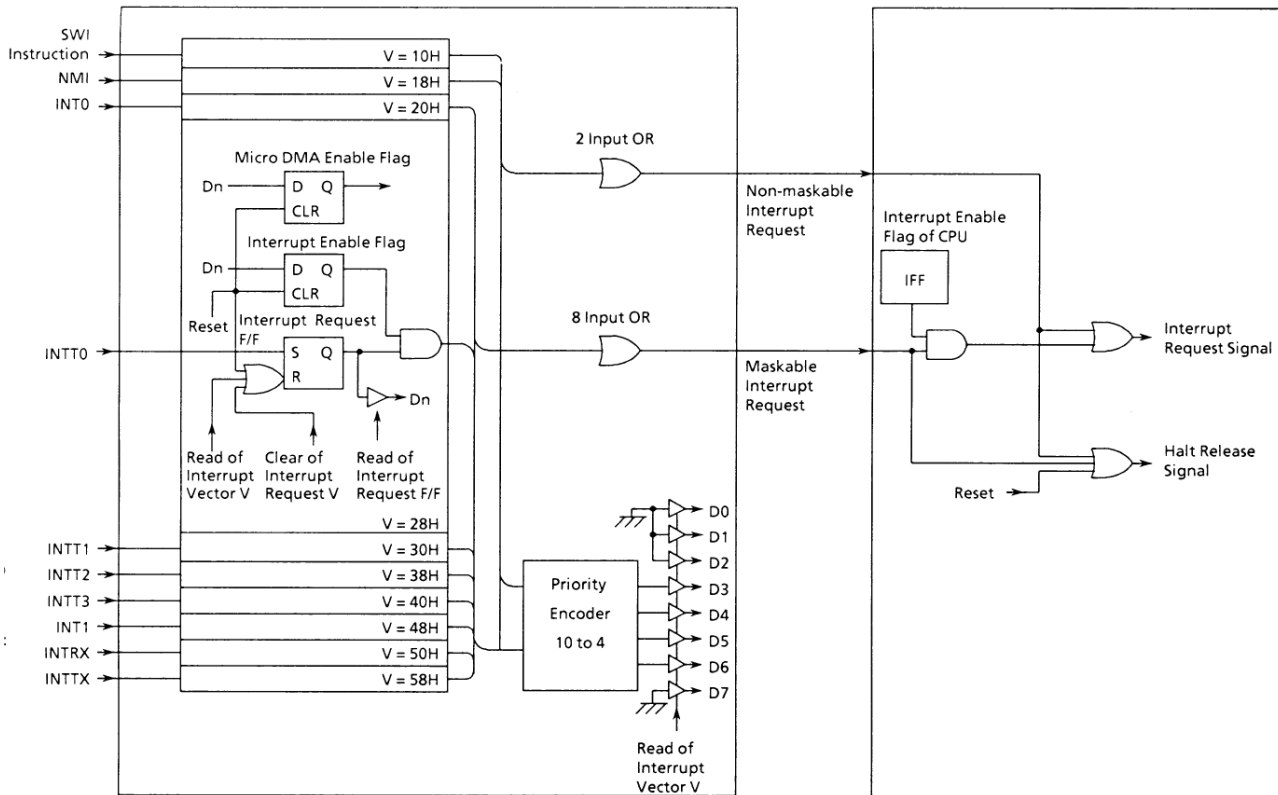 SWI
Instruction
NMI
INT0
V = 10H
V = 18H
V = 20H
Micro DMA Enable Flag
Dn
D Q
CLR
Interrupt Enable Flag
Dn
D Q
CLR
Reset
Interrupt Request
F/F
INTT0
S Q
R
Dn
Read of
Interrupt
Vector V
Clear of
Interrupt
Request V
Read of
Interrupt
Request F/F
V = 28H
INTT1
V = 30H
INTT2
V = 38H
INTT3
V = 40H
INT1
V = 48H
INTRX
V = 50H
INTTX
V = 58H
2 Input OR
8 Input OR
Non-maskable
Interrupt
Request
Maskable
Interrupt
Request
Priority
Encoder
10 to 4
D0
D1
D2
D3
D4
D5
D6
D7
Read of
Interrupt
Vector V
Interrupt Enable
Flag of CPU
IFF
Interrupt
Request Signal
Halt Release
Signal
Reset